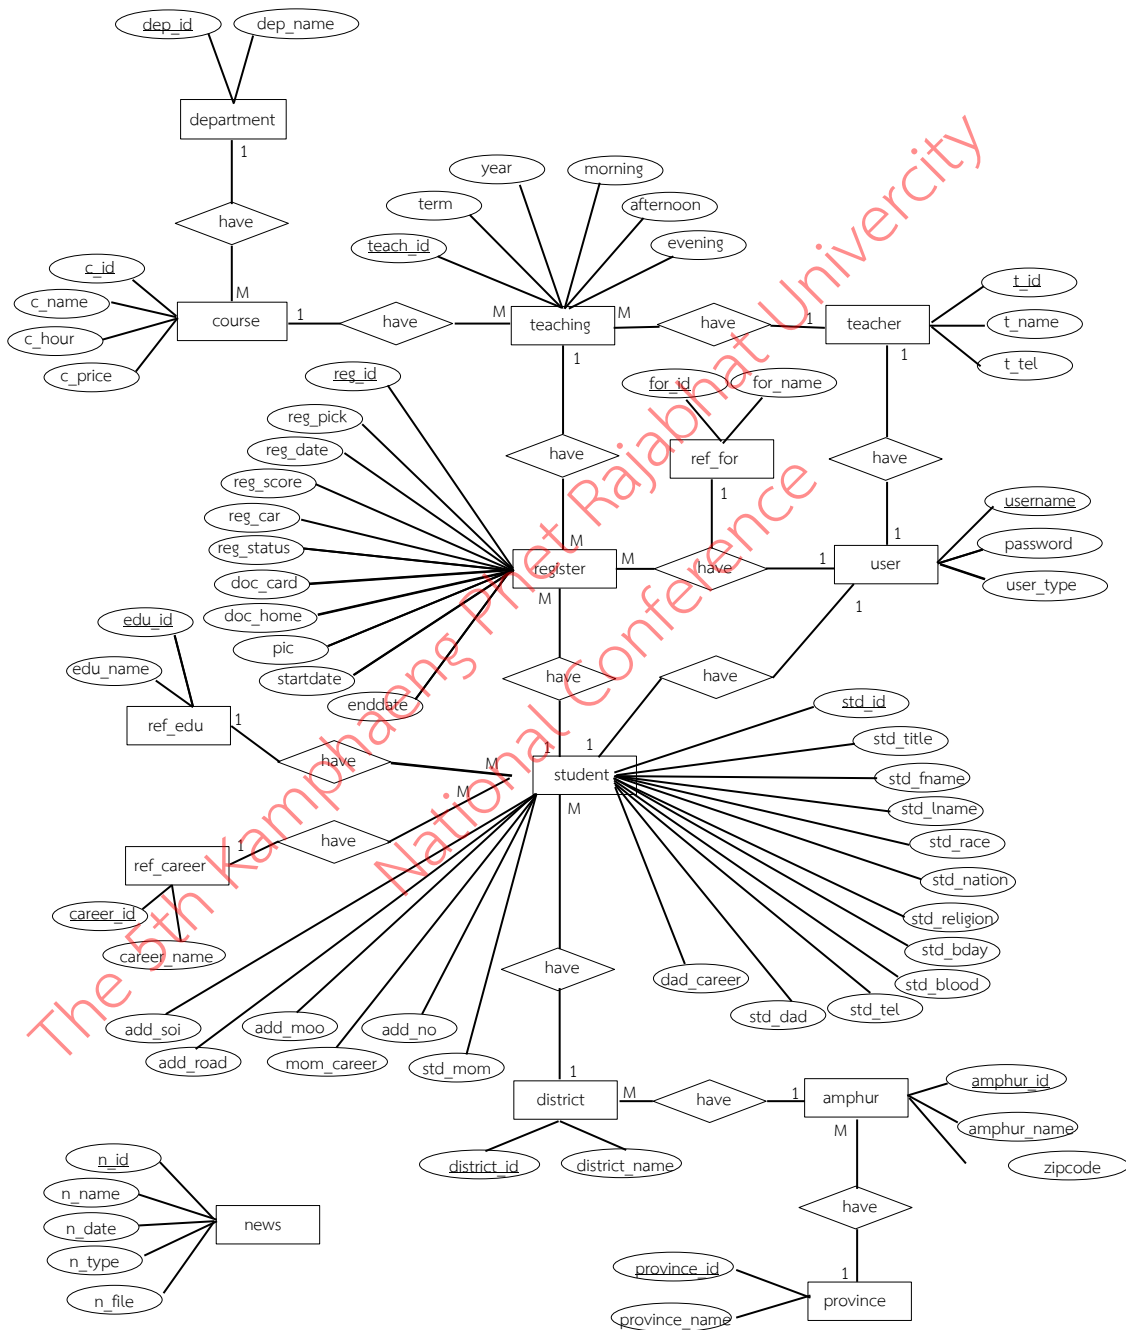 dep_id
dep_name
department
1
have
M
year
morning
term
afternoon
teach_id
evening
c_id
c_name
c_hour
c_price
course
1
have
M
teaching
M
have
1
teacher
t_id
t_name
t_tel
1
1
reg_id
reg_pick
reg_date
reg_score
reg_car
reg_status
doc_card
doc_home
pic
startdate
enddate
have
for_id
for_name
ref_for
1
have
M
register
M
have
1
1
user
username
password
user_type
M
1
edu_id
edu_name
ref_edu
1
have
M
have
have
1
1
student
std_id
std_title
std_fname
std_lname
std_race
std_nation
std_religion
std_bday
std_blood
std_tel
std_dad
dad_career
M
M
ref_career
1
have
career_id
career_name
add_soi
add_road
add_moo
mom_career
add_no
std_mom
have
1
district
M
have
1
amphur
amphur_id
amphur_name
zipcode
district_id
district_name
M
have
1
province
province_id
province_name
n_id
n_name
n_date
n_type
n_file
news
The 5th Kamphaeng Phet Rajabhat Univercity
National Conference